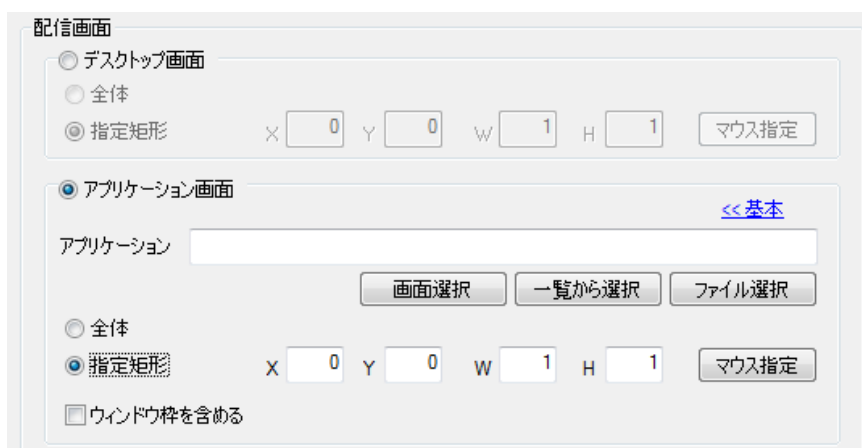 配信画面
デスクトップ画面
全体
指定矩形 X 0 Y 0 W 1 H 1 マウス指定
アプリケーション画面
<<基本
アプリケーション
画面選択 一覧から選択 ファイル選択
全体
指定矩形 X 0 Y 0 W 1 H 1 マウス指定
ウィンドウ枠を含める